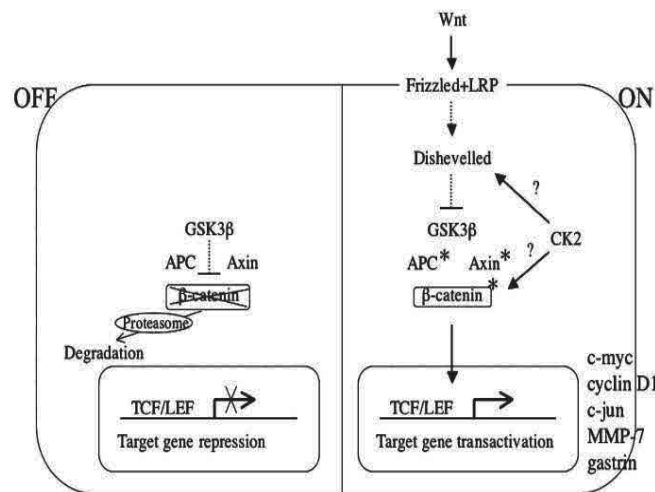 Wnt
OFF
Frizzled+LRP
ON
Dishevelled
?
GSK3β
GSK3β
CK2
?
APC
Axin
APC*
Axin*
β-catenin
β-catenin*
Proteasome
Degradation
c-myc
cyclin D1
c-jun
MMP-7
gastrin
TCF/LEF
TCF/LEF
Target gene repression
Target gene transactivation